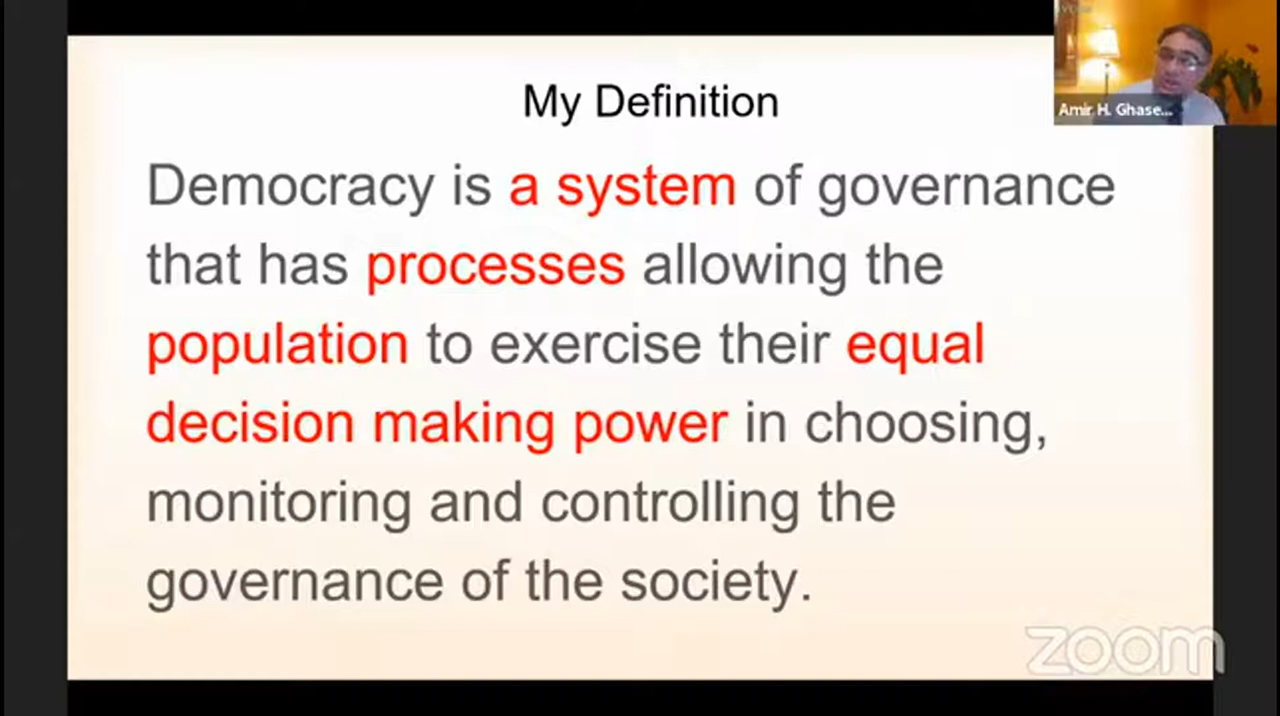 My Definition
Amir H. Ghase...
Democracy is a system of governance
that has processes allowing the
population to exercise their equal
decision making power in choosing,
monitoring and controlling the
governance of the society.
zoom